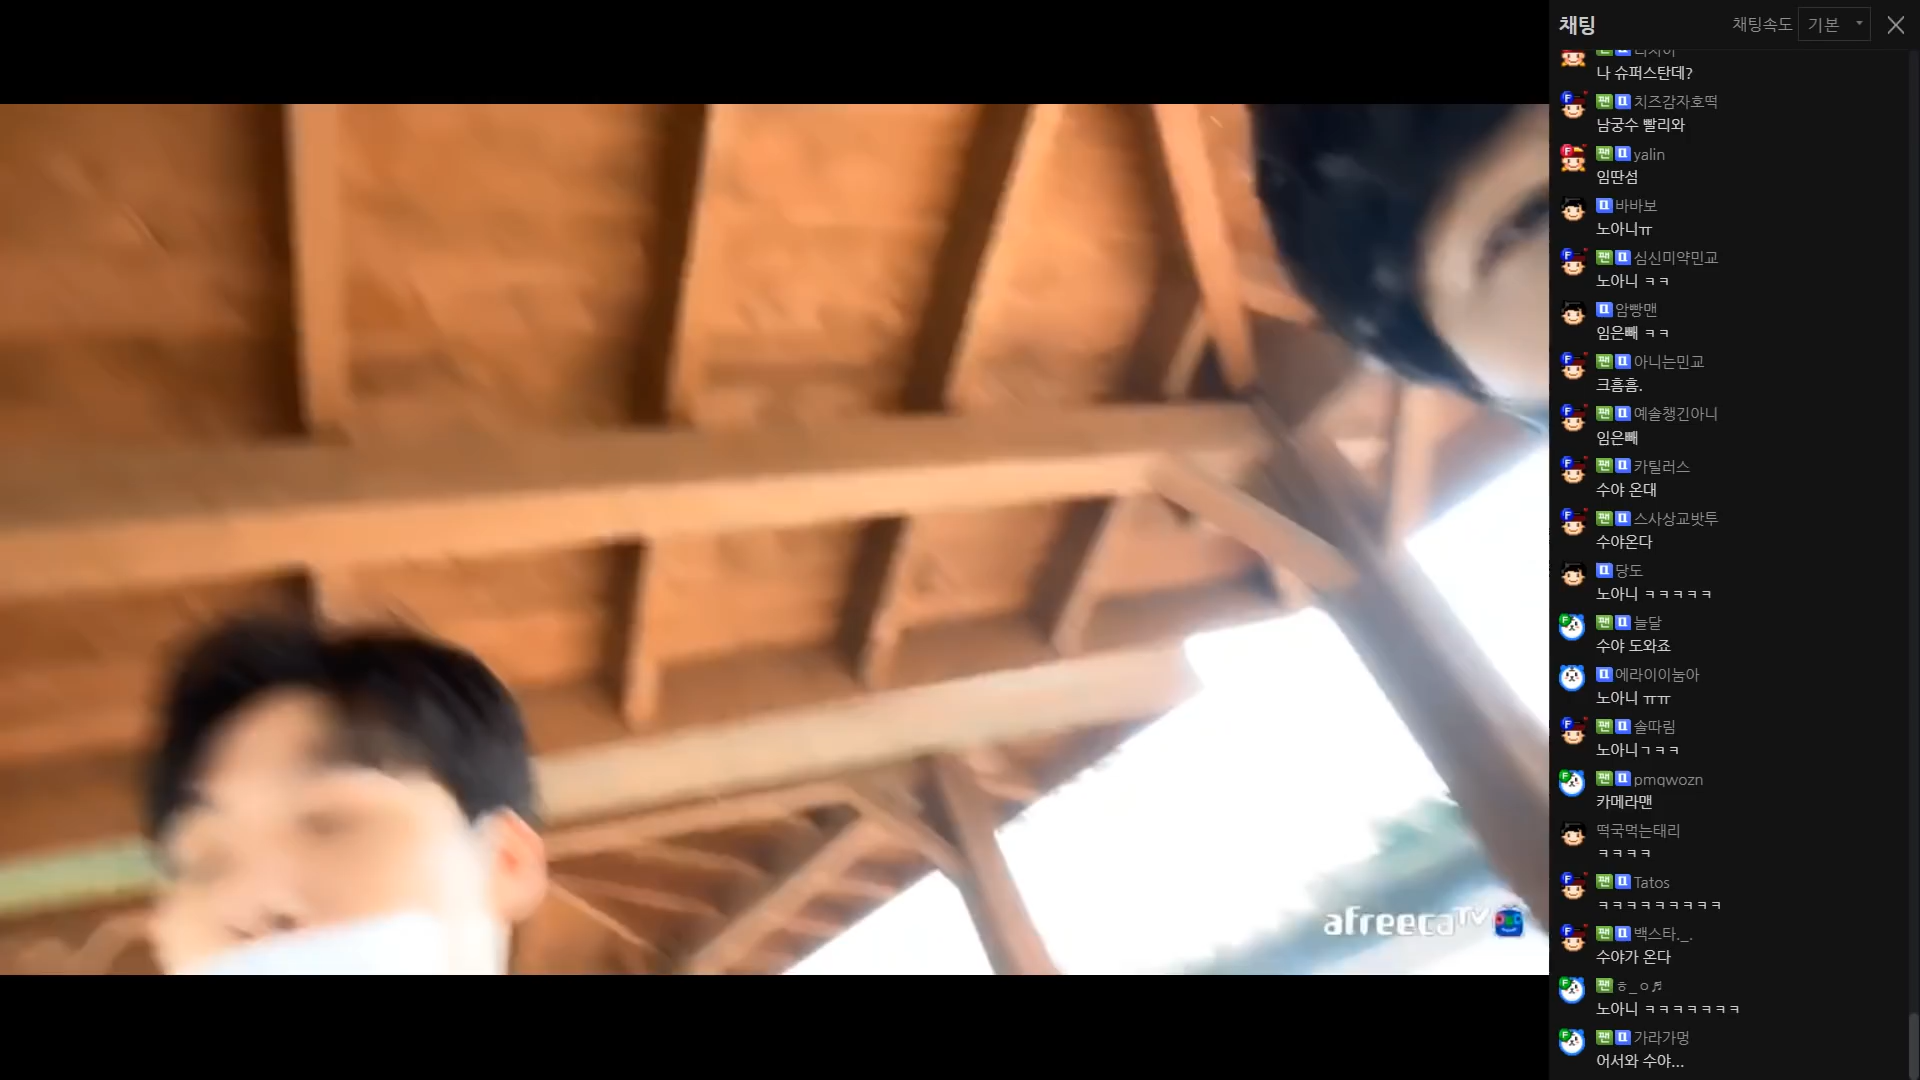 채팅
채팅속도 기본
나 슈퍼스탄데?
팬 치즈감자호떡
남궁수 빨리와
팬 yalin
임딴섬
바바보
노아니ㅠ
팬 심신미약민교
노아니 ㅋㅋ
암빵맨
임은빼 ㅋㅋ
팬 아니는민교
크흠흠.
팬 예솔챙긴아니
임은빼
팬 카틸러스
수야 온대
팬 스사상교밧투
수야온다
당도
노아니 ㅋㅋㅋㅋㅋ
팬 늘달
수야 도와죠
에라이이눔아
노아니 ㅠㅠ
팬 솔따림
노아니ㄱㅋㅋ
팬 pmqwozn
카메라맨
떡국먹는태리
ㅋㅋㅋㅋ
팬 Tatos
ㅋㅋㅋㅋㅋㅋㅋㅋㅋ
팬 백스타._.
수야가 온다
팬 ㅎ_ㅇ♬
노아니 ㅋㅋㅋㅋㅋㅋㅋ
팬 가라가멍
어서와 수야...
afreecaTV